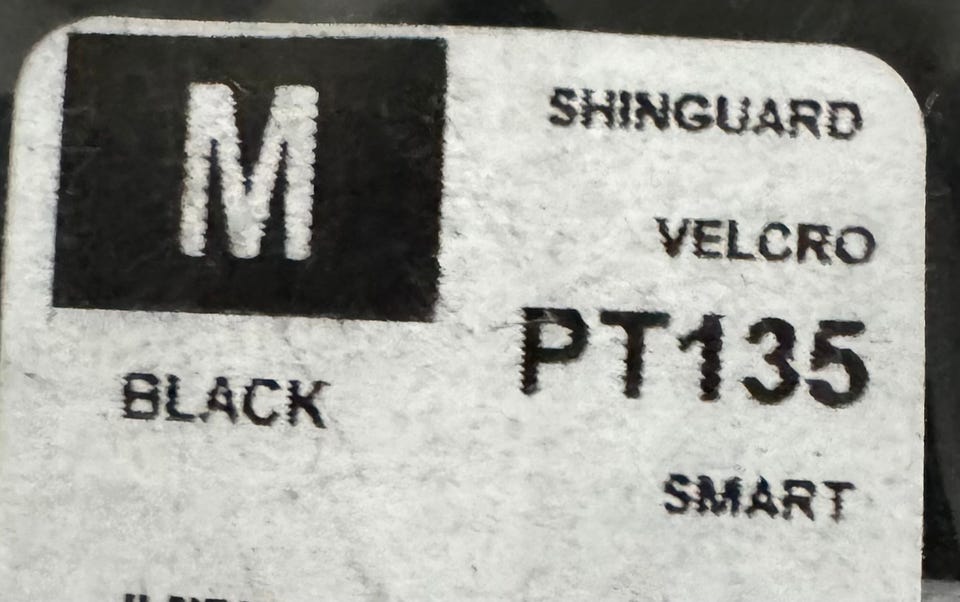 M
BLACK
SHINGUARD
VELCRO
PT135
SMART